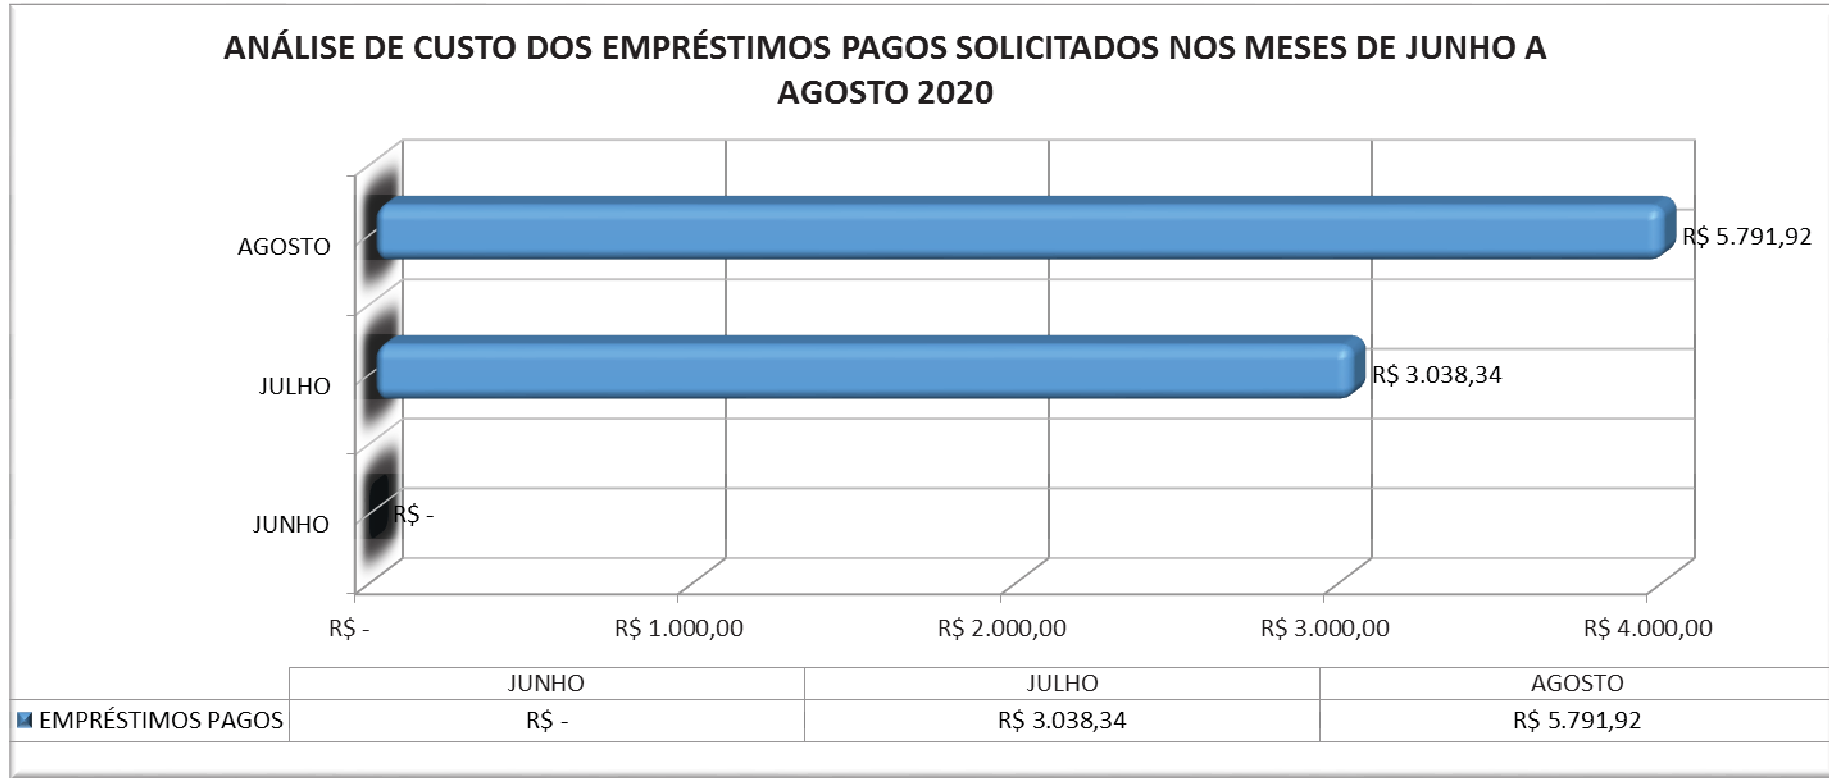 ANÁLISE DE CUSTO DOS EMPRÉSTIMOS PAGOS SOLICITADOS NOS MESES DE JUNHO A
AGOSTO 2020
AGOSTO
R$ 5.791,92
JULHO
R$ 3.038,34
JUNHO
R$ -
R$ - R$ 1.000,00 R$ 2.000,00 R$ 3.000,00 R$ 4.000,00
JUNHO JULHO AGOSTO
EMPRÉSTIMOS PAGOS R$ - R$ 3.038,34 R$ 5.791,92